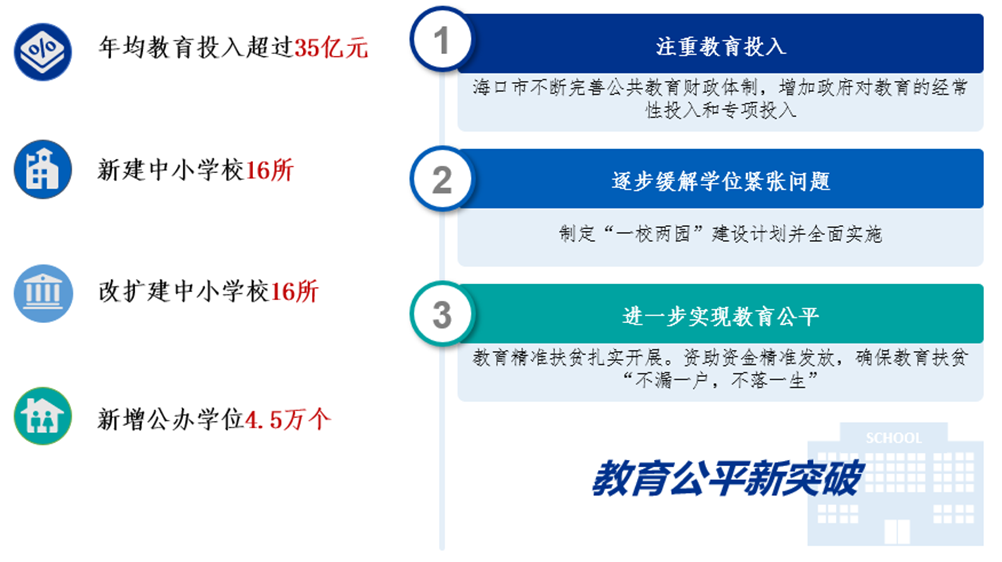 年均教育投入超过35亿元
新建中小学校16所
改扩建中小学校16所
新增公办学位4.5万个
1
注重教育投入
海口市不断完善公共教育财政体制，增加政府对教育的经常
性投入和专项投入
2
逐步缓解学位紧张问题
制定“一校两园”建设计划并全面实施
3
进一步实现教育公平
教育精准扶贫扎实开展。资助资金精准发放，确保教育扶贫
“不漏一户，不落一生”
SCHOOL
教育公平新突破